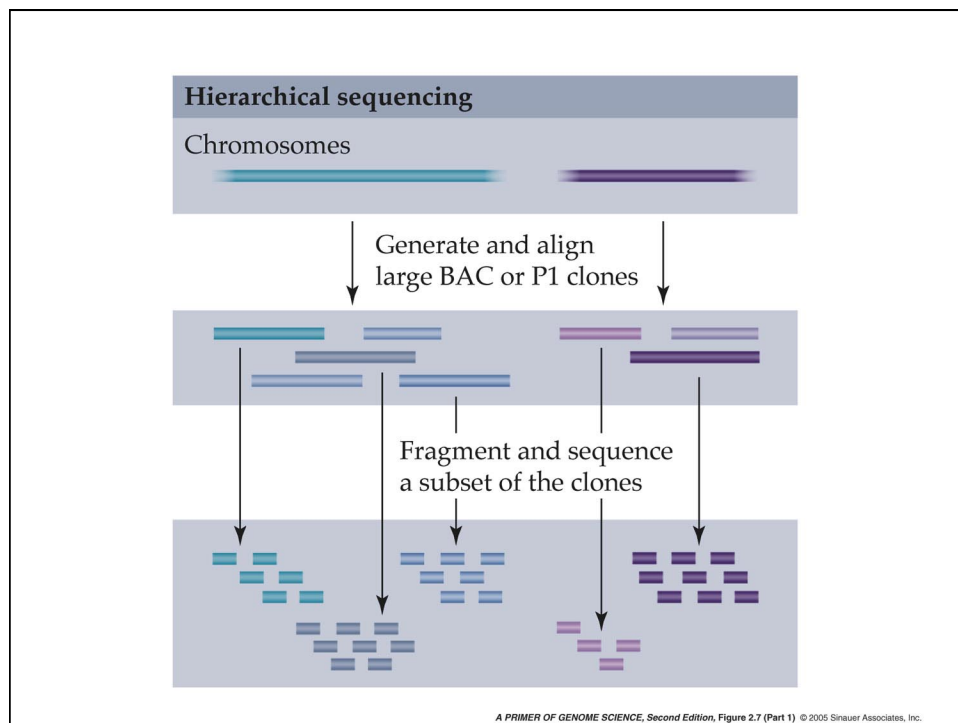 Hierarchical sequencing
Chromosomes
Generate and align
large BAC or P1 clones
Fragment and sequence
a subset of the clones
A PRIMER OF GENOME SCIENCE, Second Edition, Figure 2.7 (Part 1) © 2005 Sinauer Associates, Inc.